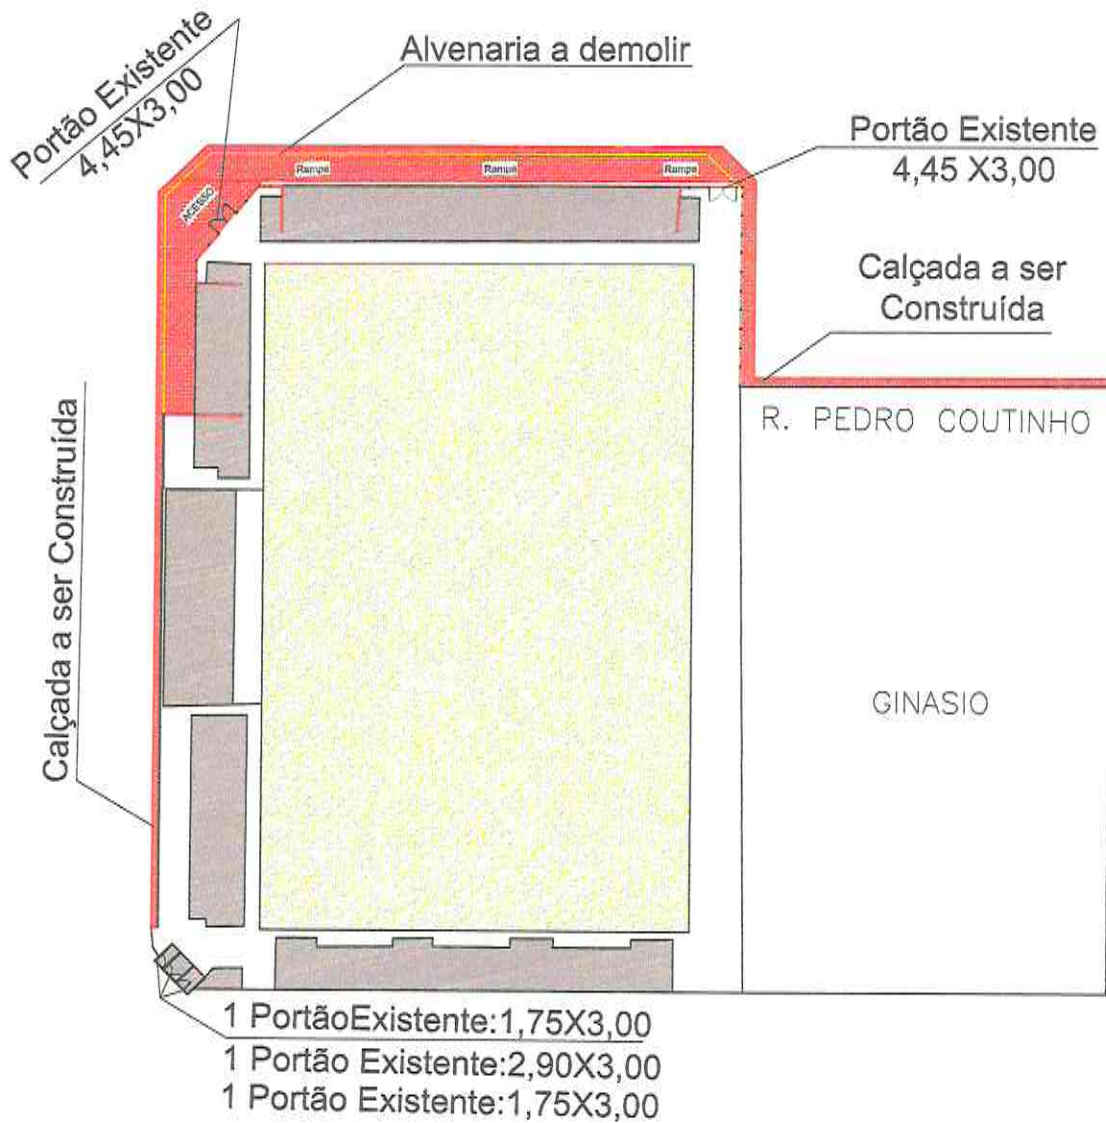 Portão Existente
4,45X3,00
Alvenaria a demolir
Portão Existente
4,45 X3,00
Rampa
Rampa
Rampa
ACESSO
Calçada a ser
Construída
R. PEDRO COUTINHO
Calçada a ser Construída
GINASIO
1 PortãoExistente:1,75X3,00
1 Portão Existente:2,90X3,00
1 Portão Existente:1,75X3,00